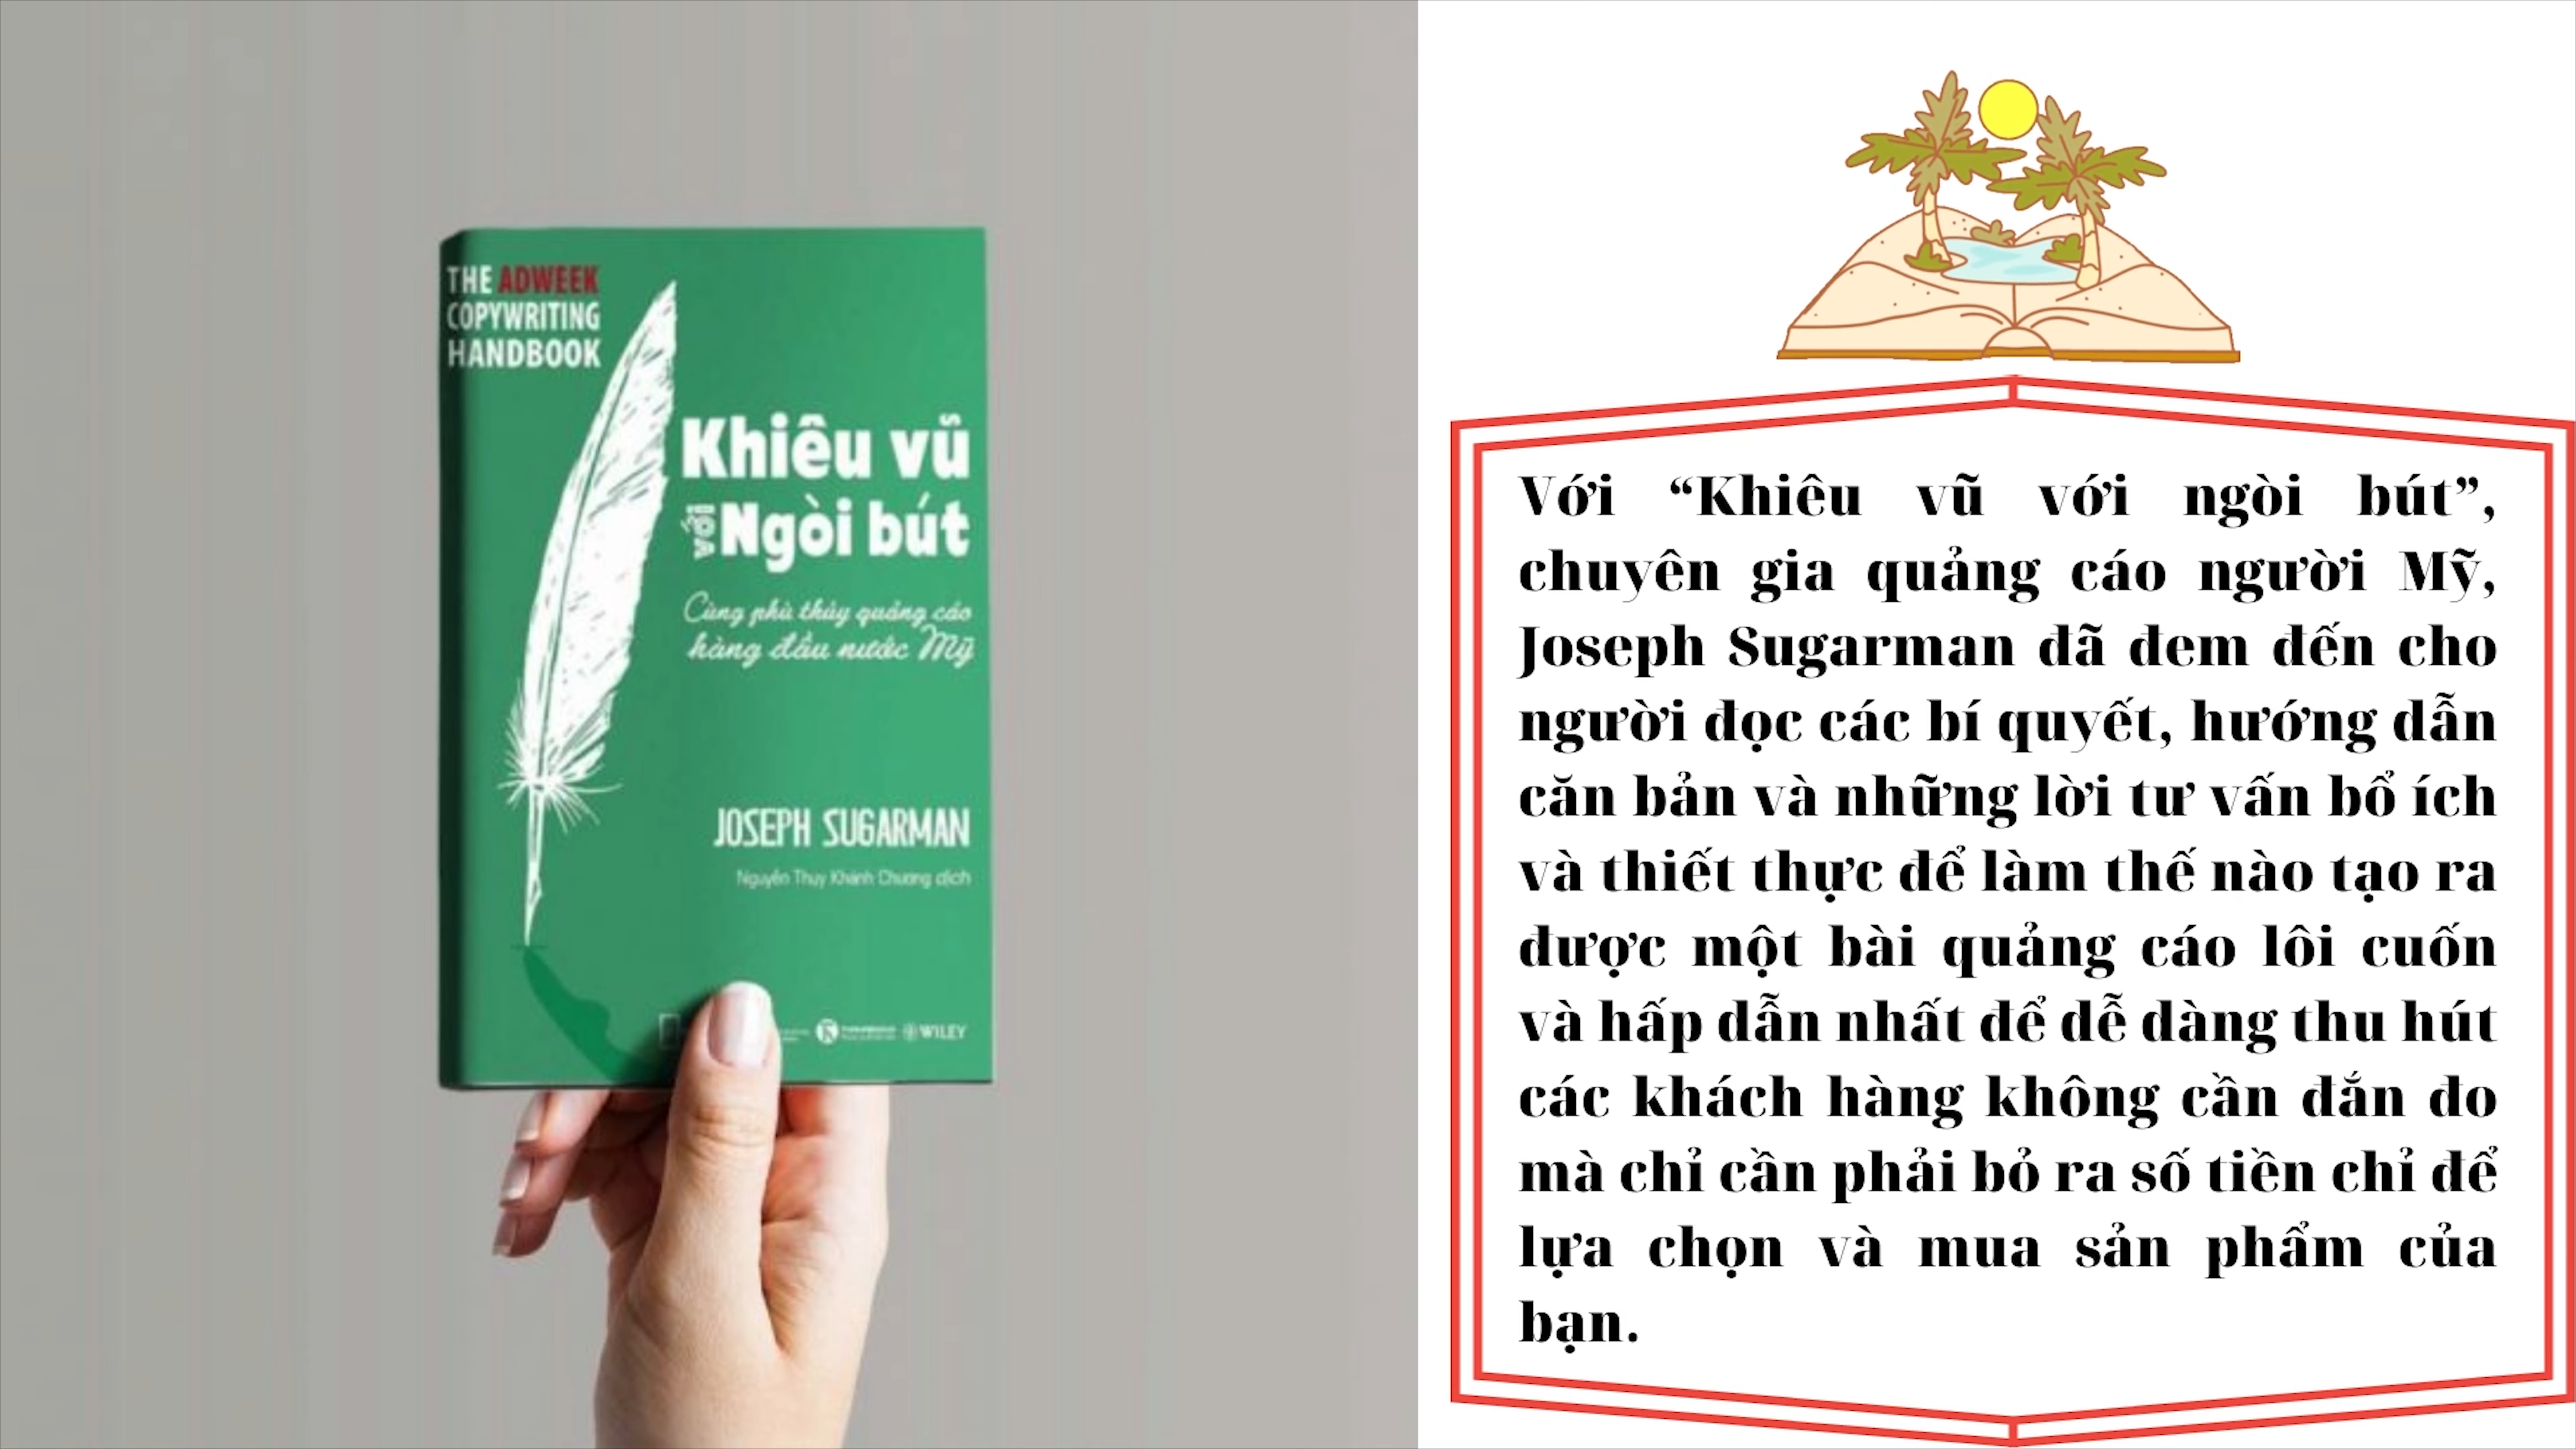 THE ADWEEK
COPYWRITING
HANDBOOK
Khiêu vũ
với Ngòi bút
Cùng phù thủy quảng cáo
hàng đầu nước Mỹ
JOSEPH SUGARMAN
Nguyễn Thụy Khánh Chương dịch
WILEY
Với “Khiêu vũ với ngòi bút”,
chuyên gia quảng cáo người Mỹ,
Joseph Sugarman đã đem đến cho
người đọc các bí quyết, hướng dẫn
căn bản và những lời tư vấn bổ ích
và thiết thực để làm thế nào tạo ra
được một bài quảng cáo lôi cuốn
và hấp dẫn nhất để dễ dàng thu hút
các khách hàng không cần đắn đo
mà chỉ cần phải bỏ ra số tiền chỉ để
lựa chọn và mua sản phẩm của
bạn.